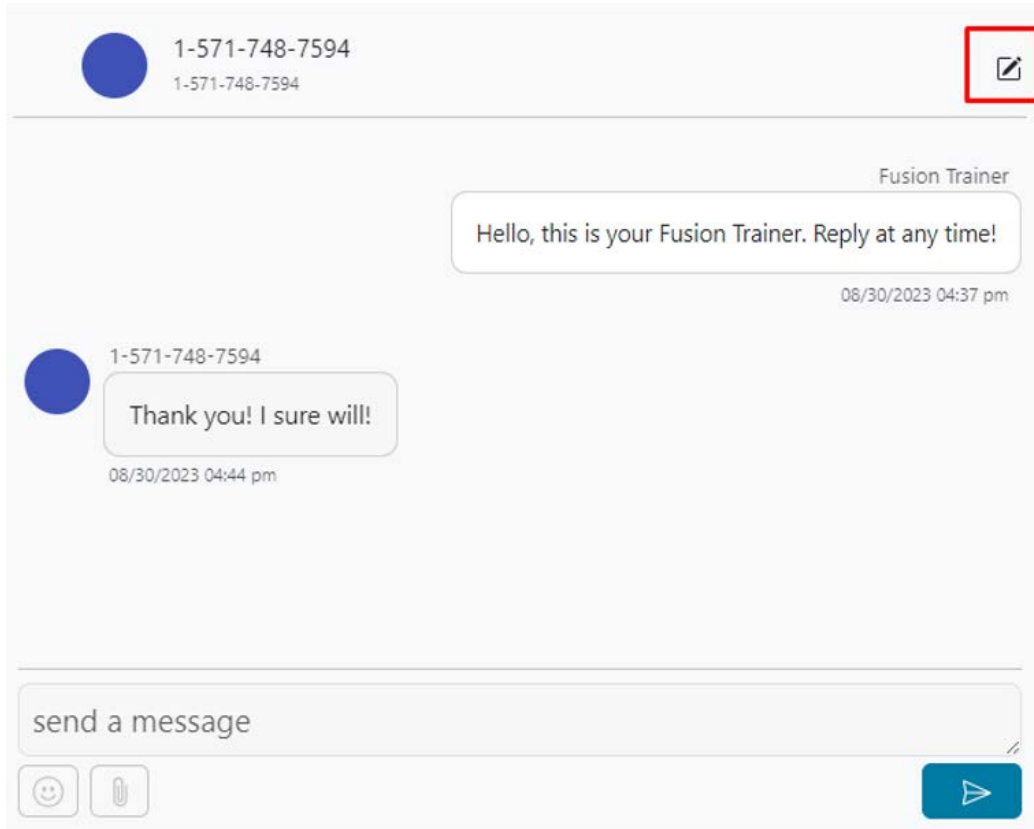 1-571-748-7594
1-571-748-7594
Fusion Trainer
Hello, this is your Fusion Trainer. Reply at any time!
08/30/2023 04:37 pm
1-571-748-7594
Thank you! I sure will!
08/30/2023 04:44 pm
send a message